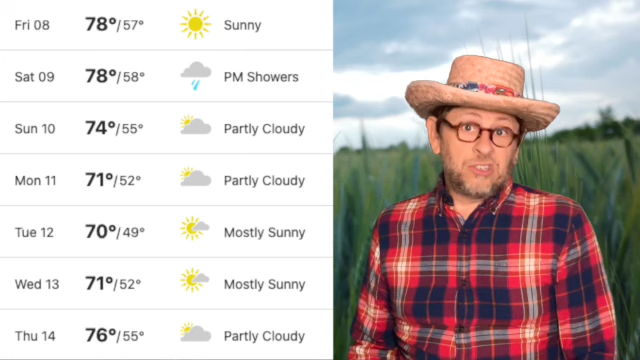 Fri 08 78°/57° Sunny
Sat 09 78°/58° PM Showers
Sun 10 74°/55° Partly Cloudy
Mon 11 71°/52° Partly Cloudy
Tue 12 70°/49° Mostly Sunny
Wed 13 71°/52° Mostly Sunny
Thu 14 76°/55° Partly Cloudy